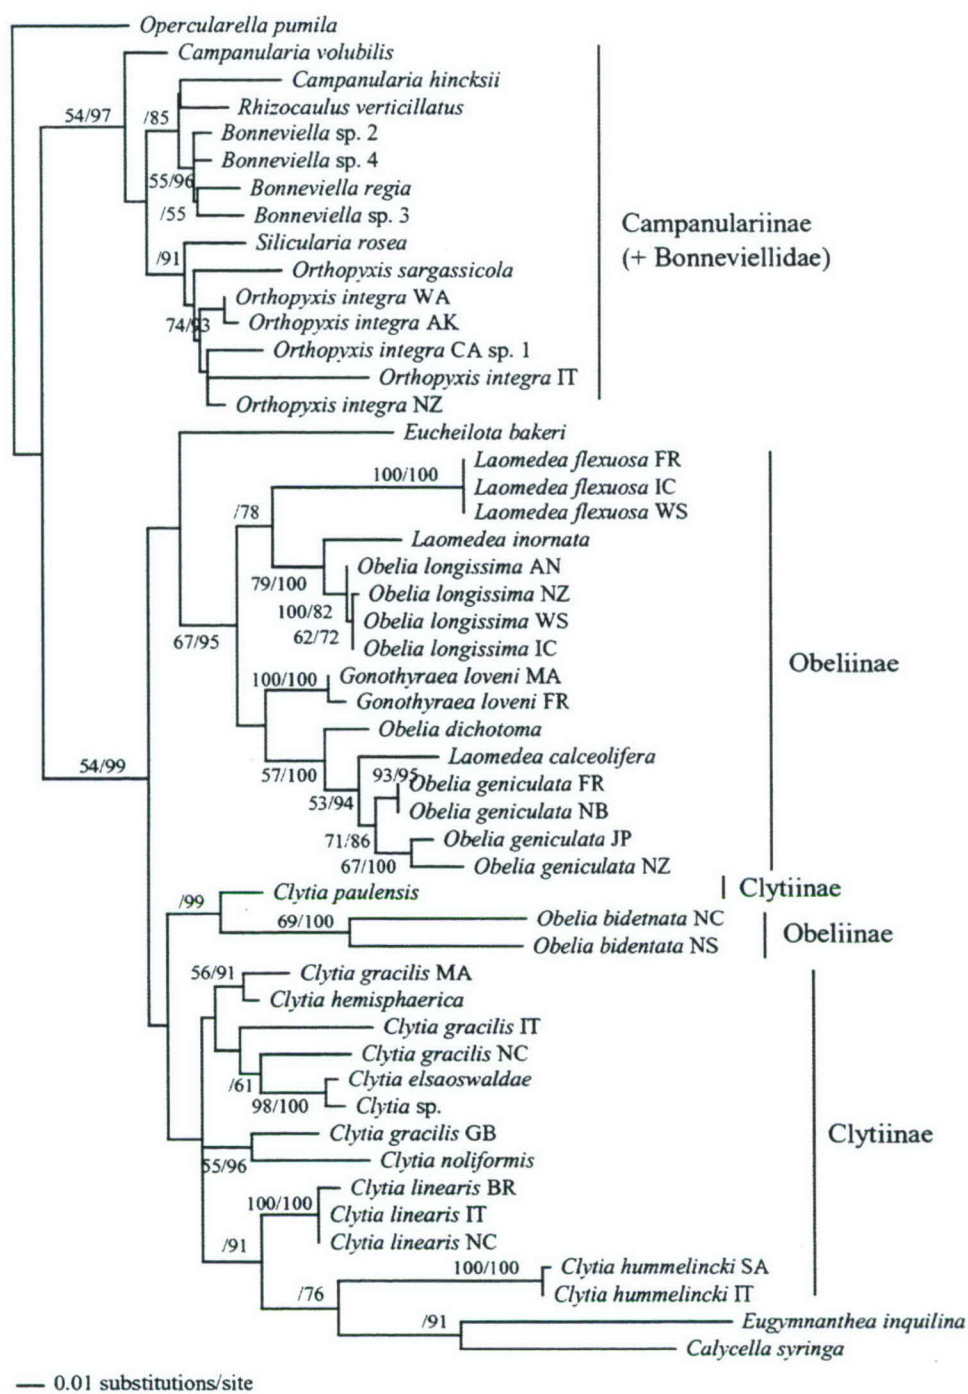 Opercularella pumila
Campanularia volubilis
Campanularia hincksii
54/97
/85
Rhizocaulus verticillatus
Bonneviella sp. 2
Bonneviella sp. 4
55/96
Bonneviella regia
/55
Bonneviella sp. 3
Campanulariinae
(+ Bonneviellidae)
Silicularia rosea
/91
Orthopyxis sargassicola
Orthopyxis integra WA
74/93
Orthopyxis integra AK
Orthopyxis integra CA sp. 1
Orthopyxis integra IT
Orthopyxis integra NZ
Eucheilota bakeri
Laomedea flexuosa FR
100/100
Laomedea flexuosa IC
Laomedea flexuosa WS
/78
Laomedea inornata
Obelia longissima AN
79/100
Obelia longissima NZ
100/82
Obelia longissima WS
62/72
67/95
Obelia longissima IC
Obeliinae
Gonothyraea loveni MA
100/100
Gonothyraea loveni FR
Obelia dichotoma
Laomedea calceolifera
54/99
57/100
93/95
Obelia geniculata FR
53/94
Obelia geniculata NB
Obelia geniculata JP
71/86
67/100
Obelia geniculata NZ
Clytia paulensis
Clytiinae
/99
69/100
Obelia bidetnata NC
Obeliinae
Obelia bidentata NS
56/91
Clytia gracilis MA
Clytia hemisphaerica
Clytia gracilis IT
Clytia gracilis NC
/61
Clytia elsaoswaldae
98/100
Clytia sp.
Clytia gracilis GB
Clytiinae
55/96
Clytia noliformis
Clytia linearis BR
100/100
Clytia linearis IT
Clytia linearis NC
/91
100/100
Clytia hummelincki SA
/76
Clytia hummelincki IT
/91
Eugymnanthea inquilina
Calycella syringa
0.01 substitutions/site